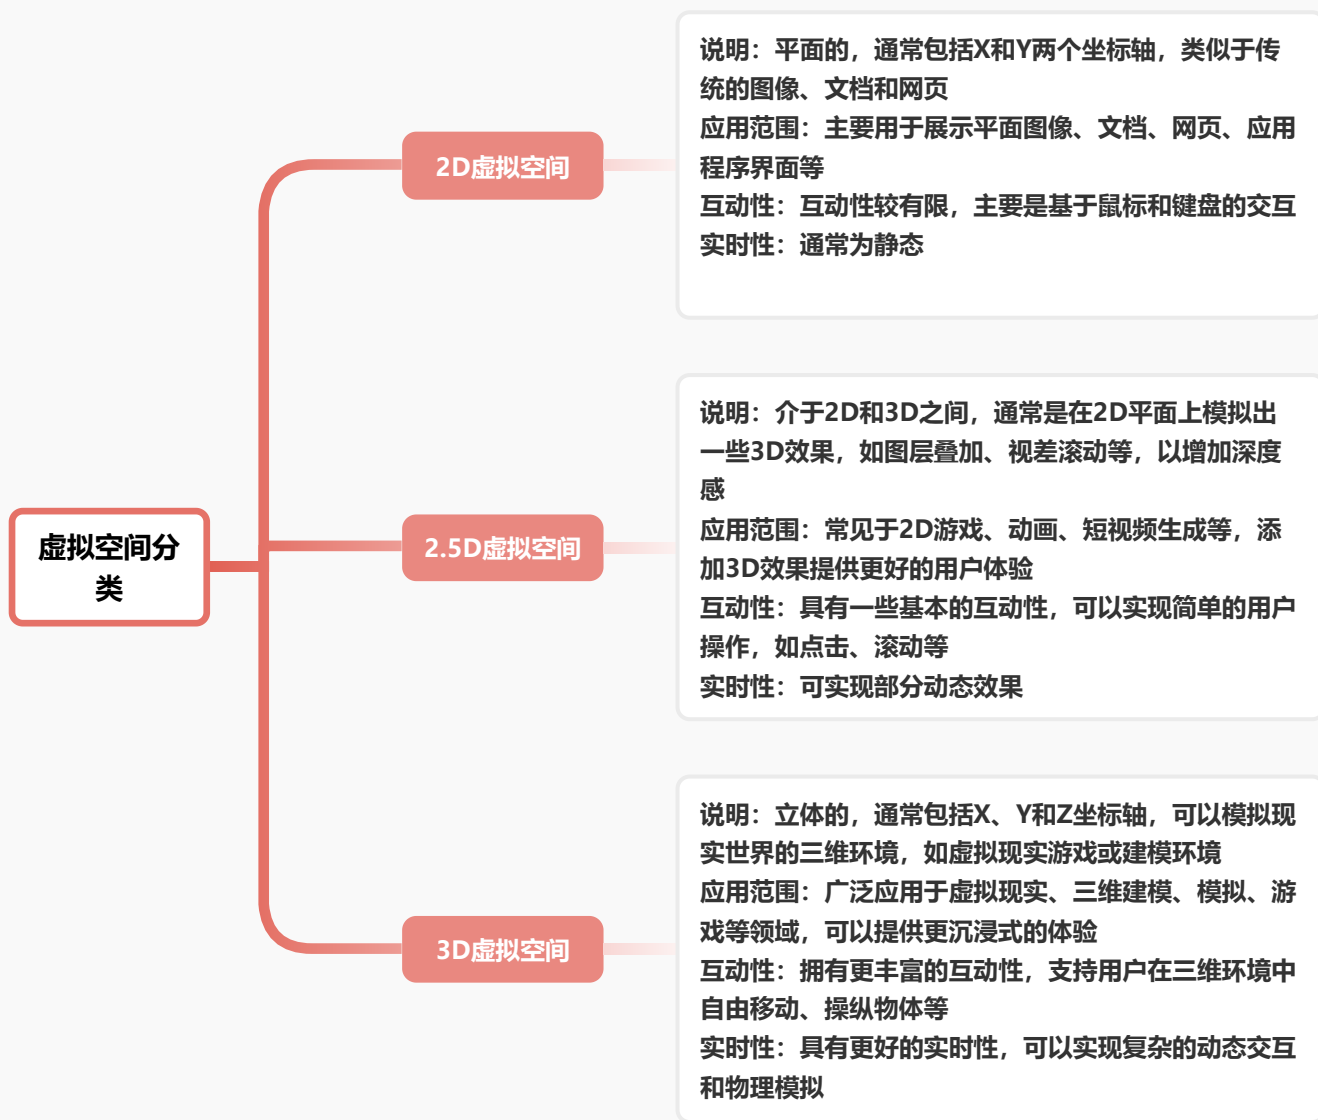 虚拟空间分
类
2D虚拟空间
说明：平面的，通常包括X和Y两个坐标轴，类似于传
统的图像、文档和网页
应用范围：主要用于展示平面图像、文档、网页、应用
程序界面等
互动性：互动性较有限，主要是基于鼠标和键盘的交互
实时性：通常为静态
2.5D虚拟空间
说明：介于2D和3D之间，通常是在2D平面上模拟出
一些3D效果，如图层叠加、视差滚动等，以增加深度
感
应用范围：常见于2D游戏、动画、短视频生成等，添
加3D效果提供更好的用户体验
互动性：具有一些基本的互动性，可以实现简单的用户
操作，如点击、滚动等
实时性：可实现部分动态效果
3D虚拟空间
说明：立体的，通常包括X、Y和Z坐标轴，可以模拟现
实世界的三维环境，如虚拟现实游戏或建模环境
应用范围：广泛应用于虚拟现实、三维建模、模拟、游
戏等领域，可以提供更沉浸式的体验
互动性：拥有更丰富的互动性，支持用户在三维环境中
自由移动、操纵物体等
实时性：具有更好的实时性，可以实现复杂的动态交互
和物理模拟